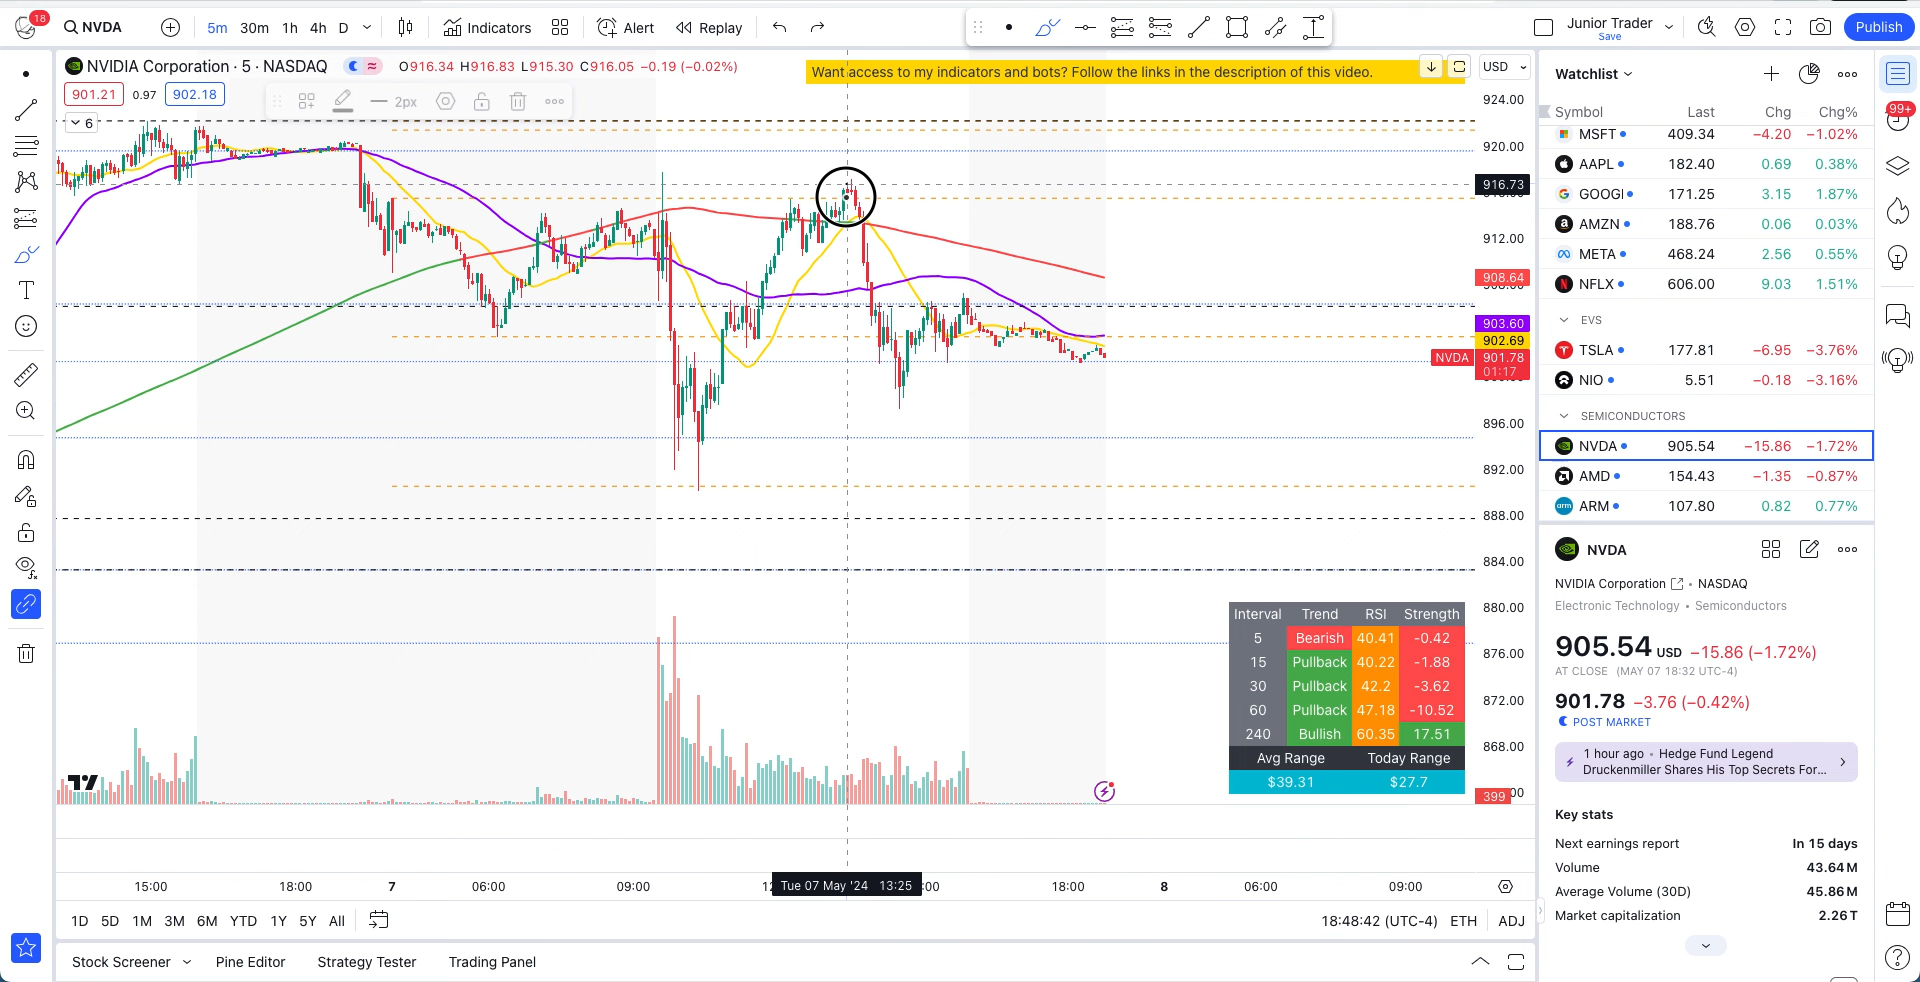 18
NVDA
5m 30m 1h 4h D
Indicators
Alert
Replay
Junior Trader
Save
Publish
NVIDIA Corporation · 5 · NASDAQ
O916.34 H916.83 L915.30 C916.05 −0.19 (−0.02%)
901.21 0.97 902.18
2px
6
Want access to my indicators and bots? Follow the links in the description of this video.
USD
924.00
920.00
916.73
912.00
908.64
903.60
902.69
NVDA 901.78
01:17
896.00
892.00
888.00
884.00
880.00
876.00
872.00
868.00
399
Interval Trend RSI Strength
5 Bearish 40.41 -0.42
15 Pullback 40.22 -1.88
30 Pullback 42.2 -3.62
60 Pullback 47.18 -10.52
240 Bullish 60.35 17.51
Avg Range Today Range
$39.31 $27.7
15:00 18:00 7 06:00 09:00 Tue 07 May '24 13:25 18:00 8 06:00 09:00
1D 5D 1M 3M 6M YTD 1Y 5Y All
18:48:42 (UTC-4) ETH ADJ
Stock Screener Pine Editor Strategy Tester Trading Panel
Watchlist
Symbol Last Chg Chg%
MSFT 409.34 −4.20 −1.02%
AAPL 182.40 0.69 0.38%
GOOGL 171.25 3.15 1.87%
AMZN 188.76 0.06 0.03%
META 468.24 2.56 0.55%
NFLX 606.00 9.03 1.51%
EVS
TSLA 177.81 −6.95 −3.76%
NIO 5.51 −0.18 −3.16%
SEMICONDUCTORS
NVDA 905.54 −15.86 −1.72%
AMD 154.43 −1.35 −0.87%
ARM 107.80 0.82 0.77%
NVDA
NVIDIA Corporation • NASDAQ
Electronic Technology • Semiconductors
905.54 USD −15.86 (−1.72%)
AT CLOSE (MAY 07 18:32 UTC-4)
901.78 −3.76 (−0.42%)
POST MARKET
1 hour ago • Hedge Fund Legend
Druckenmiller Shares His Top Secrets For...
Key stats
Next earnings report In 15 days
Volume 43.64M
Average Volume (30D) 45.86M
Market capitalization 2.26T
99+